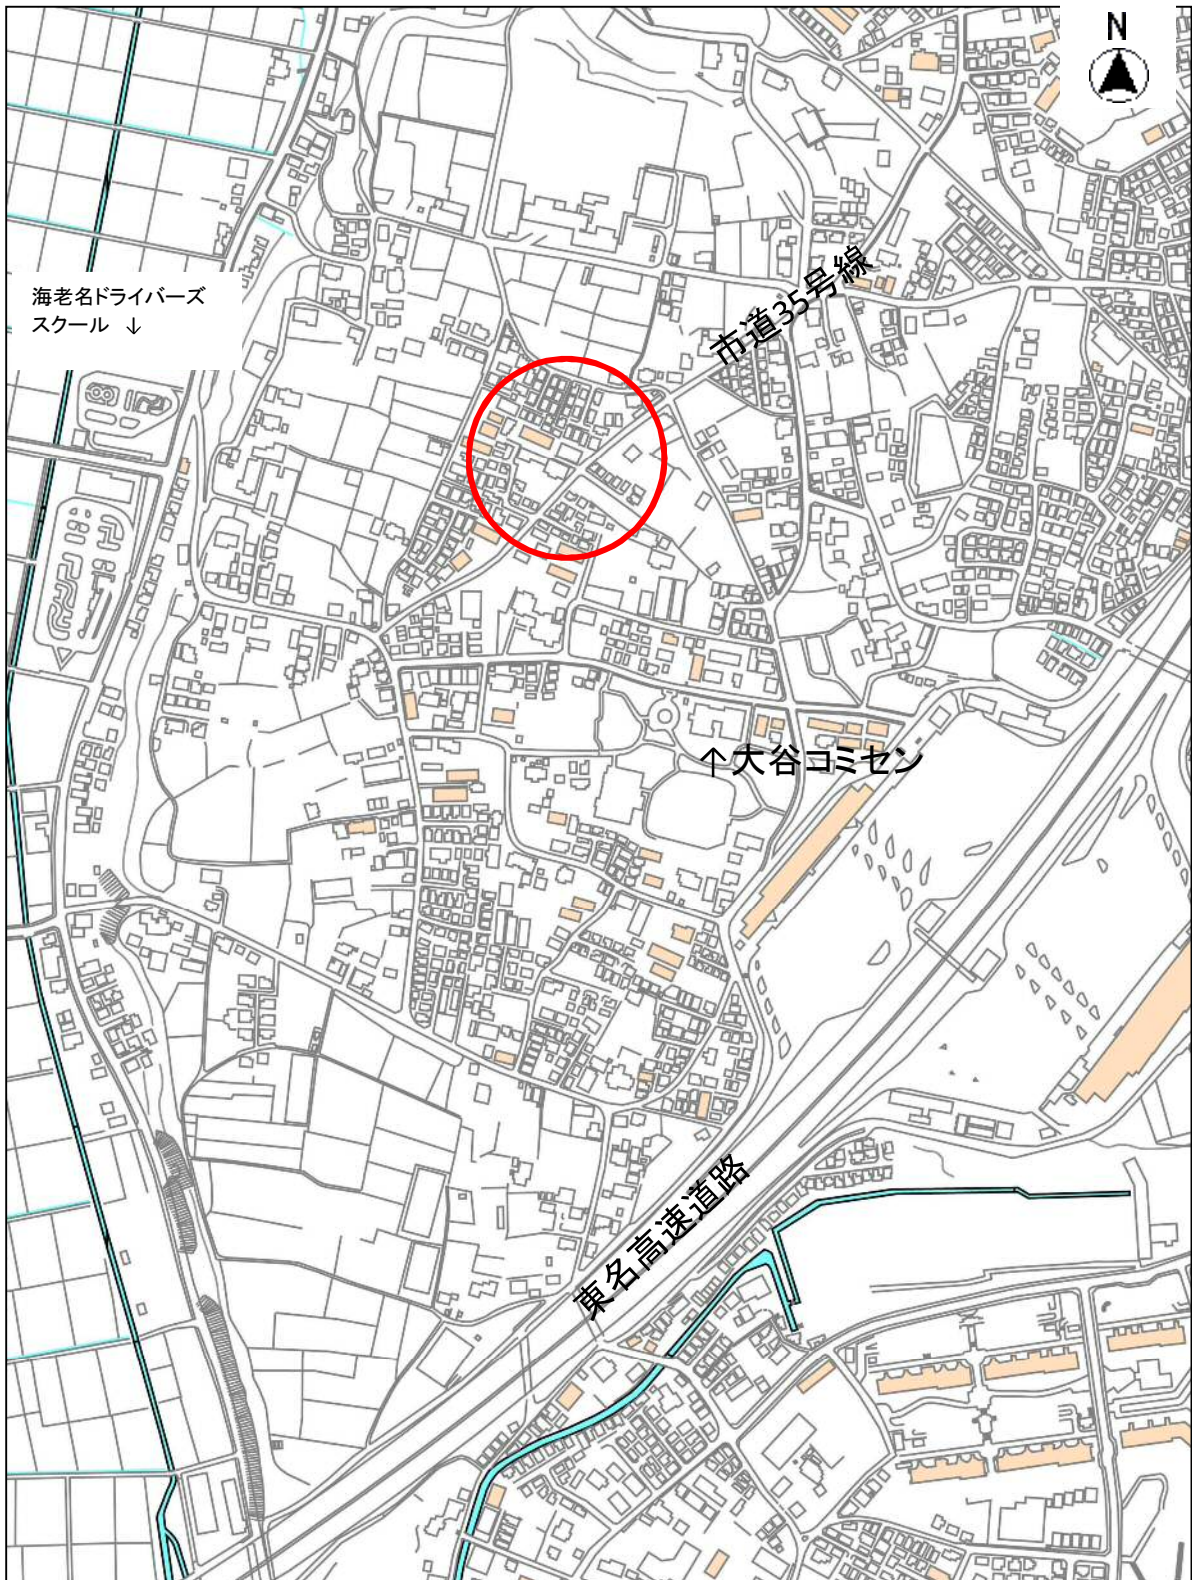 N
市道35号線
海老名ドライバーズ
スクール ↓
↑大谷コミセン
東名高速道路